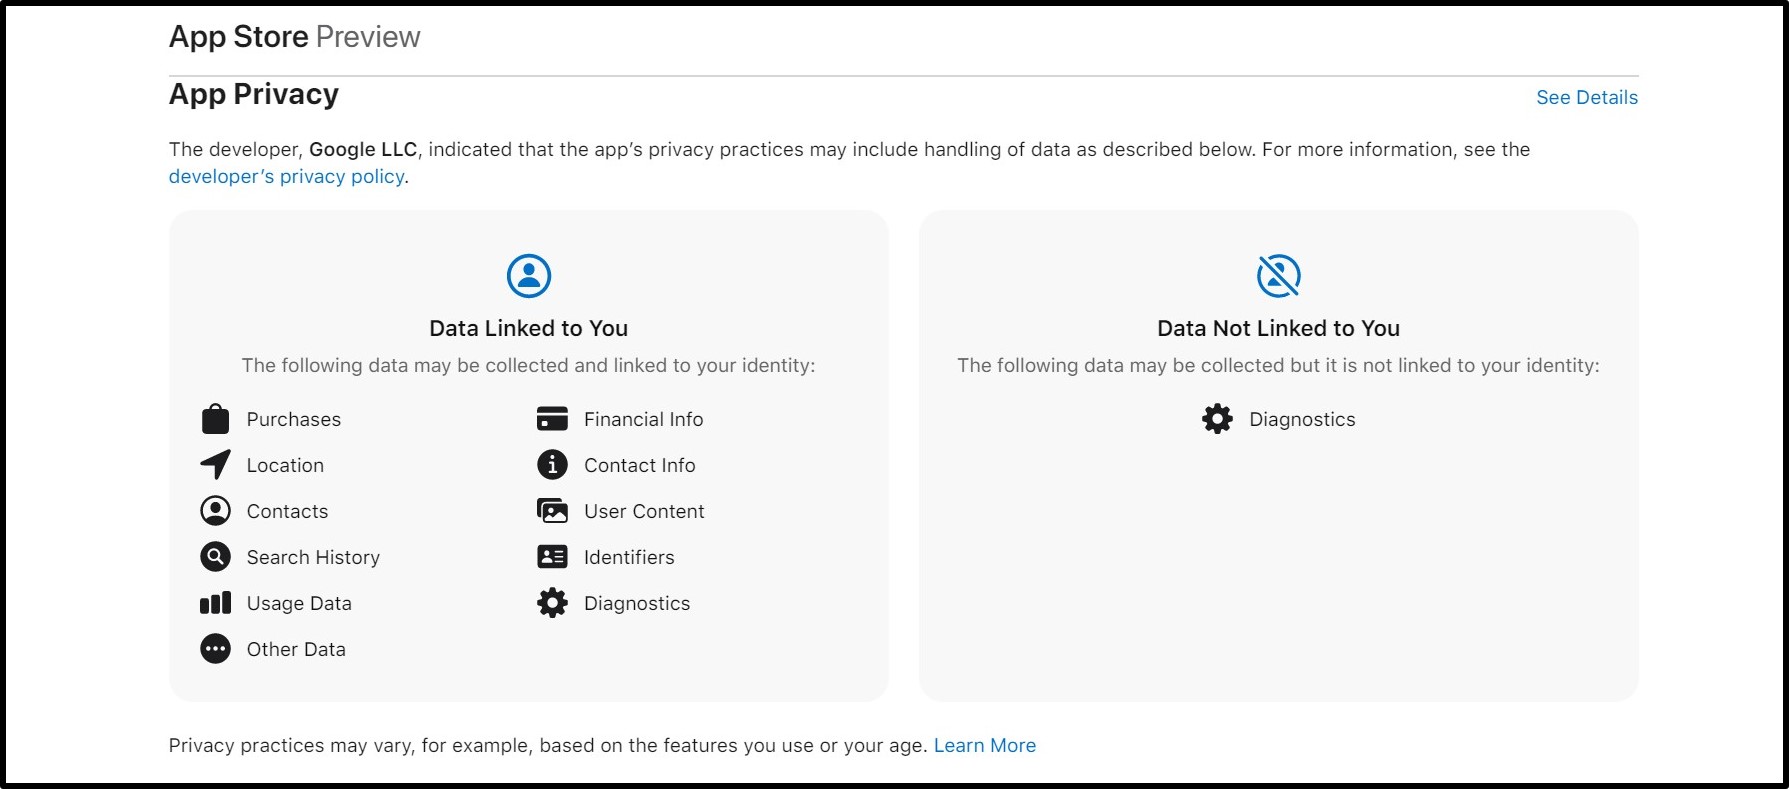 App Store Preview
App Privacy
See Details
The developer, Google LLC, indicated that the app’s privacy practices may include handling of data as described below. For more information, see the
developer’s privacy policy.
Data Linked to You
The following data may be collected and linked to your identity:
Purchases
Financial Info
Location
Contact Info
Contacts
User Content
Search History
Identifiers
Usage Data
Diagnostics
Other Data
Data Not Linked to You
The following data may be collected but it is not linked to your identity:
Diagnostics
Privacy practices may vary, for example, based on the features you use or your age. Learn More